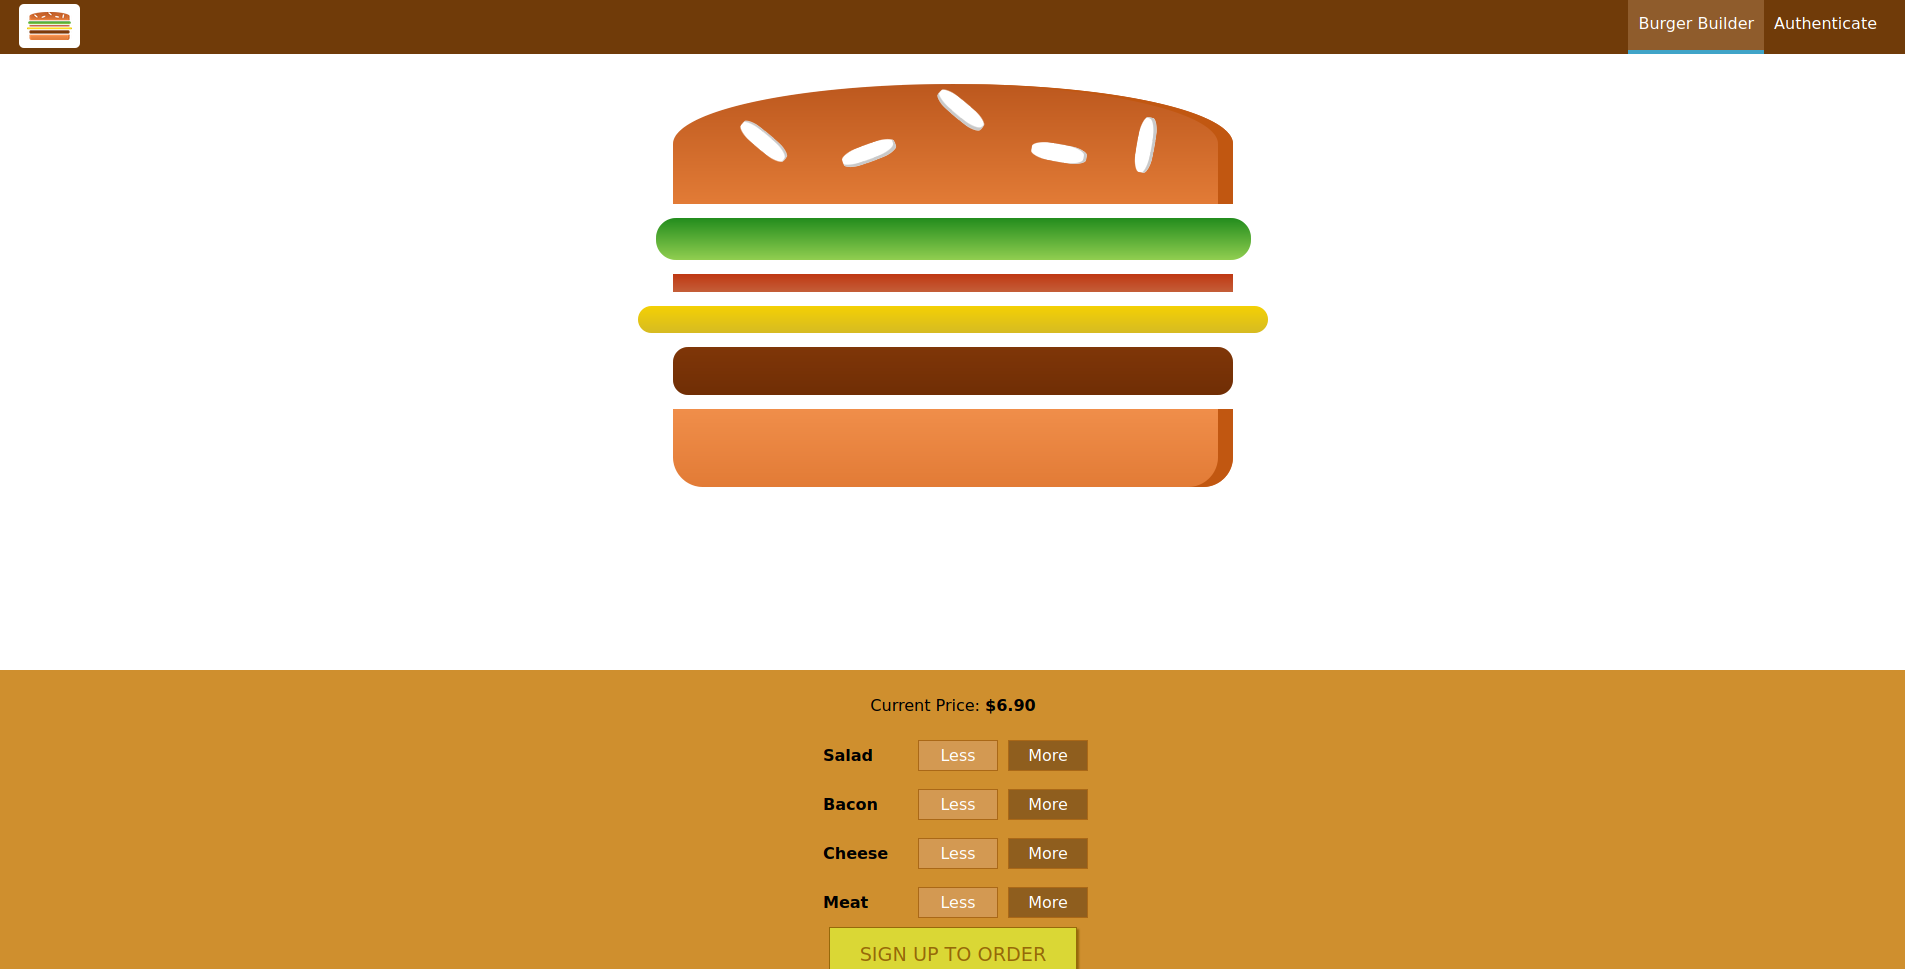 Burger Builder Authenticate
Current Price: $6.90
Salad Less More
Bacon Less More
Cheese Less More
Meat Less More
SIGN UP TO ORDER